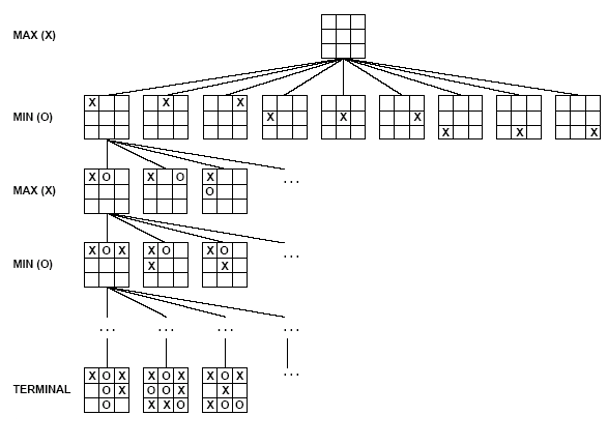 MAX (X)
MIN (O)
X X X X X X X X X
MAX (X)
X O X O X
O
...
MIN (O)
X O X X O X O
X X
...
... ... ... ...
TERMINAL
X O X X O X X O X
O X O O X X
O X X O X O O
...